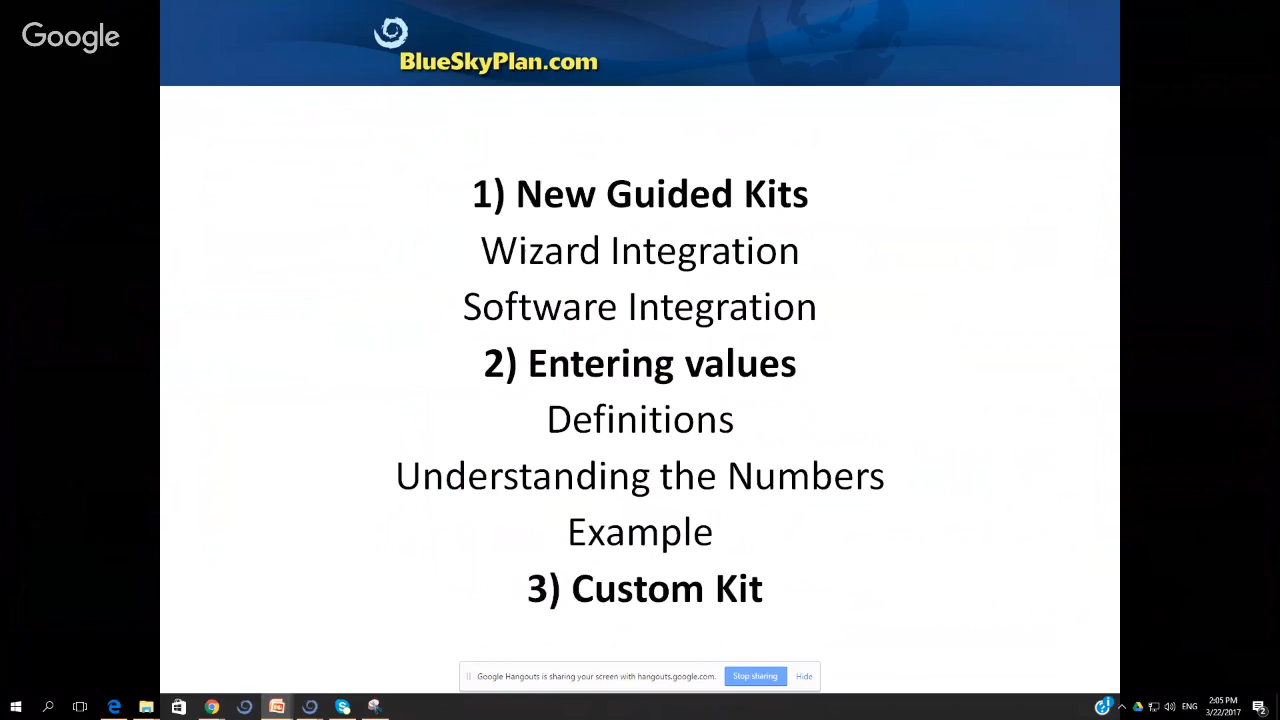 Google
BlueSkyPlan.com
1) New Guided Kits
Wizard Integration
Software Integration
2) Entering values
Definitions
Understanding the Numbers
Example
3) Custom Kit
Google Hangouts is sharing your screen with hangouts.google.com.
Stop sharing
Hide
ENG
2:05 PM
3/22/2017